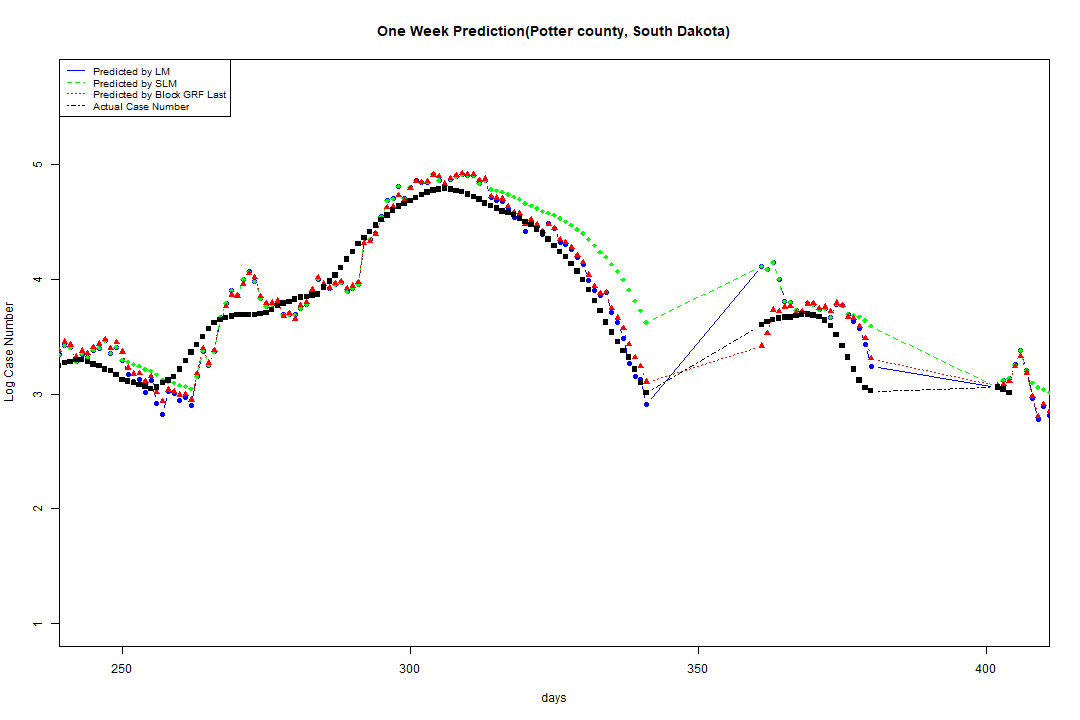 One Week Prediction(Potter county, South Dakota)
Predicted by LM
Predicted by SLM
Predicted by Block GRF Last
Actual Case Number
5
4
3
2
1
Log Case Number
250 300 350 400
days